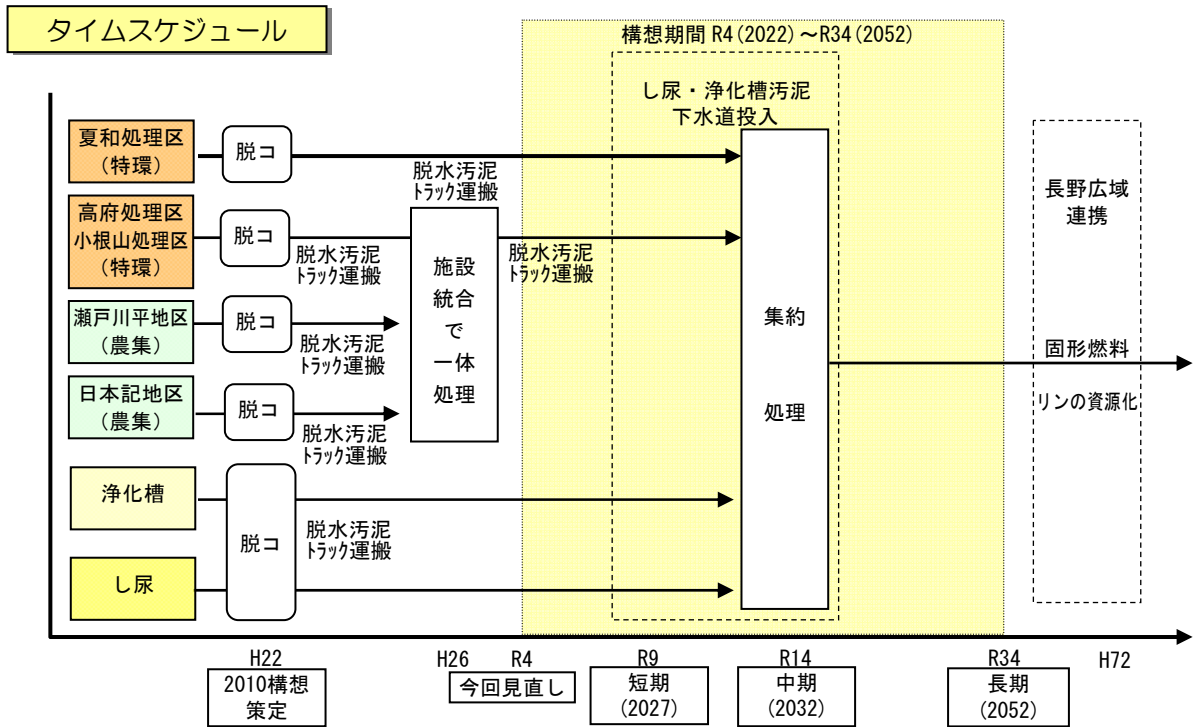 タイムスケジュール
構想期間 R4(2022)～R34(2052)
し尿・浄化槽汚泥
下水道投入
夏和処理区
(特環)
脱コ
脱水汚泥
トラック運搬
長野広域
連携
高府処理区
小根山処理区
(特環)
脱コ
脱水汚泥
トラック運搬
施設
統合
で
一体
処理
脱水汚泥
トラック運搬
瀬戸川平地区
(農集)
脱コ
脱水汚泥
トラック運搬
集約
処理
固形燃料
リンの資源化
日本記地区
(農集)
脱コ
脱水汚泥
トラック運搬
浄化槽
脱コ
脱水汚泥
トラック運搬
し尿
H22
H26
R4
R9
R14
R34
H72
2010構想
策定
今回見直し
短期
(2027)
中期
(2032)
長期
(2052)